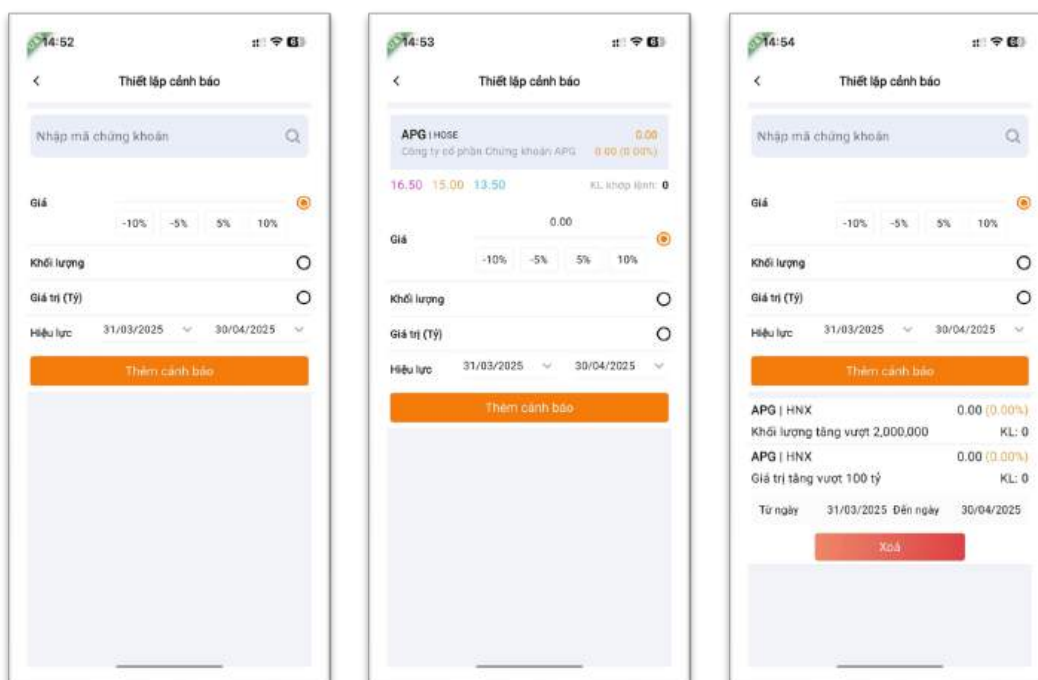 14:52
Thiết lập cảnh báo
Nhập mã chứng khoán
Giá
-10% -5% 5% 10%
Khối lượng
Giá trị (Tỷ)
Hiệu lực 31/03/2025 30/04/2025
Thêm cảnh báo
14:53
Thiết lập cảnh báo
APG | HOSE 0.00
Công ty cổ phần Chứng khoán APG 0.00 (0.00%)
16.50 15.00 13.50 KL khớp lệnh: 0
0.00
Giá
-10% -5% 5% 10%
Khối lượng
Giá trị (Tỷ)
Hiệu lực 31/03/2025 30/04/2025
Thêm cảnh báo
14:54
Thiết lập cảnh báo
Nhập mã chứng khoán
Giá
-10% -5% 5% 10%
Khối lượng
Giá trị (Tỷ)
Hiệu lực 31/03/2025 30/04/2025
Thêm cảnh báo
APG | HNX 0.00 (0.00%)
Khối lượng tăng vượt 2,000,000 KL: 0
APG | HNX 0.00 (0.00%)
Giá trị tăng vượt 100 tỷ KL: 0
Từ ngày 31/03/2025 Đến ngày 30/04/2025
Xoá